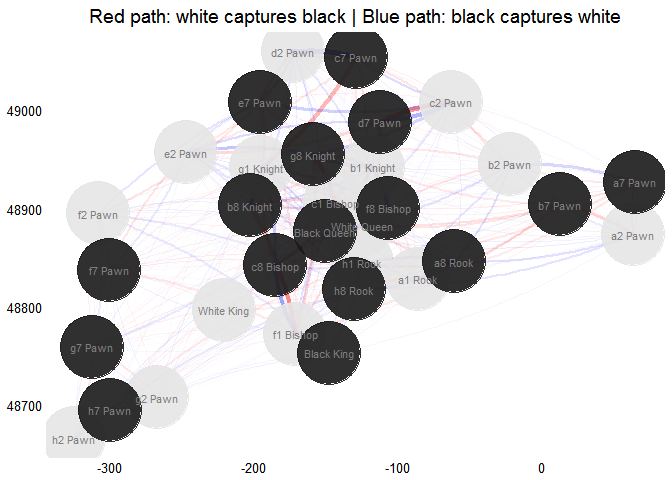 Red path: white captures black | Blue path: black captures white
d2 Pawn
c7 Pawn
e7 Pawn
c2 Pawn
49000
d7 Pawn
e2 Pawn
g8 Knight
g1 Knight
b1 Knight
b2 Pawn
a7 Pawn
48900
f2 Pawn
b8 Knight
c1 Bishop
f8 Bishop
b7 Pawn
Black Queen
White Queen
a2 Pawn
f7 Pawn
c8 Bishop
h1 Rook
a8 Rook
h8 Rook
a1 Rook
48800
White King
g7 Pawn
f1 Bishop
Black King
48700
h7 Pawn
g2 Pawn
h2 Pawn
-300
-200
-100
0